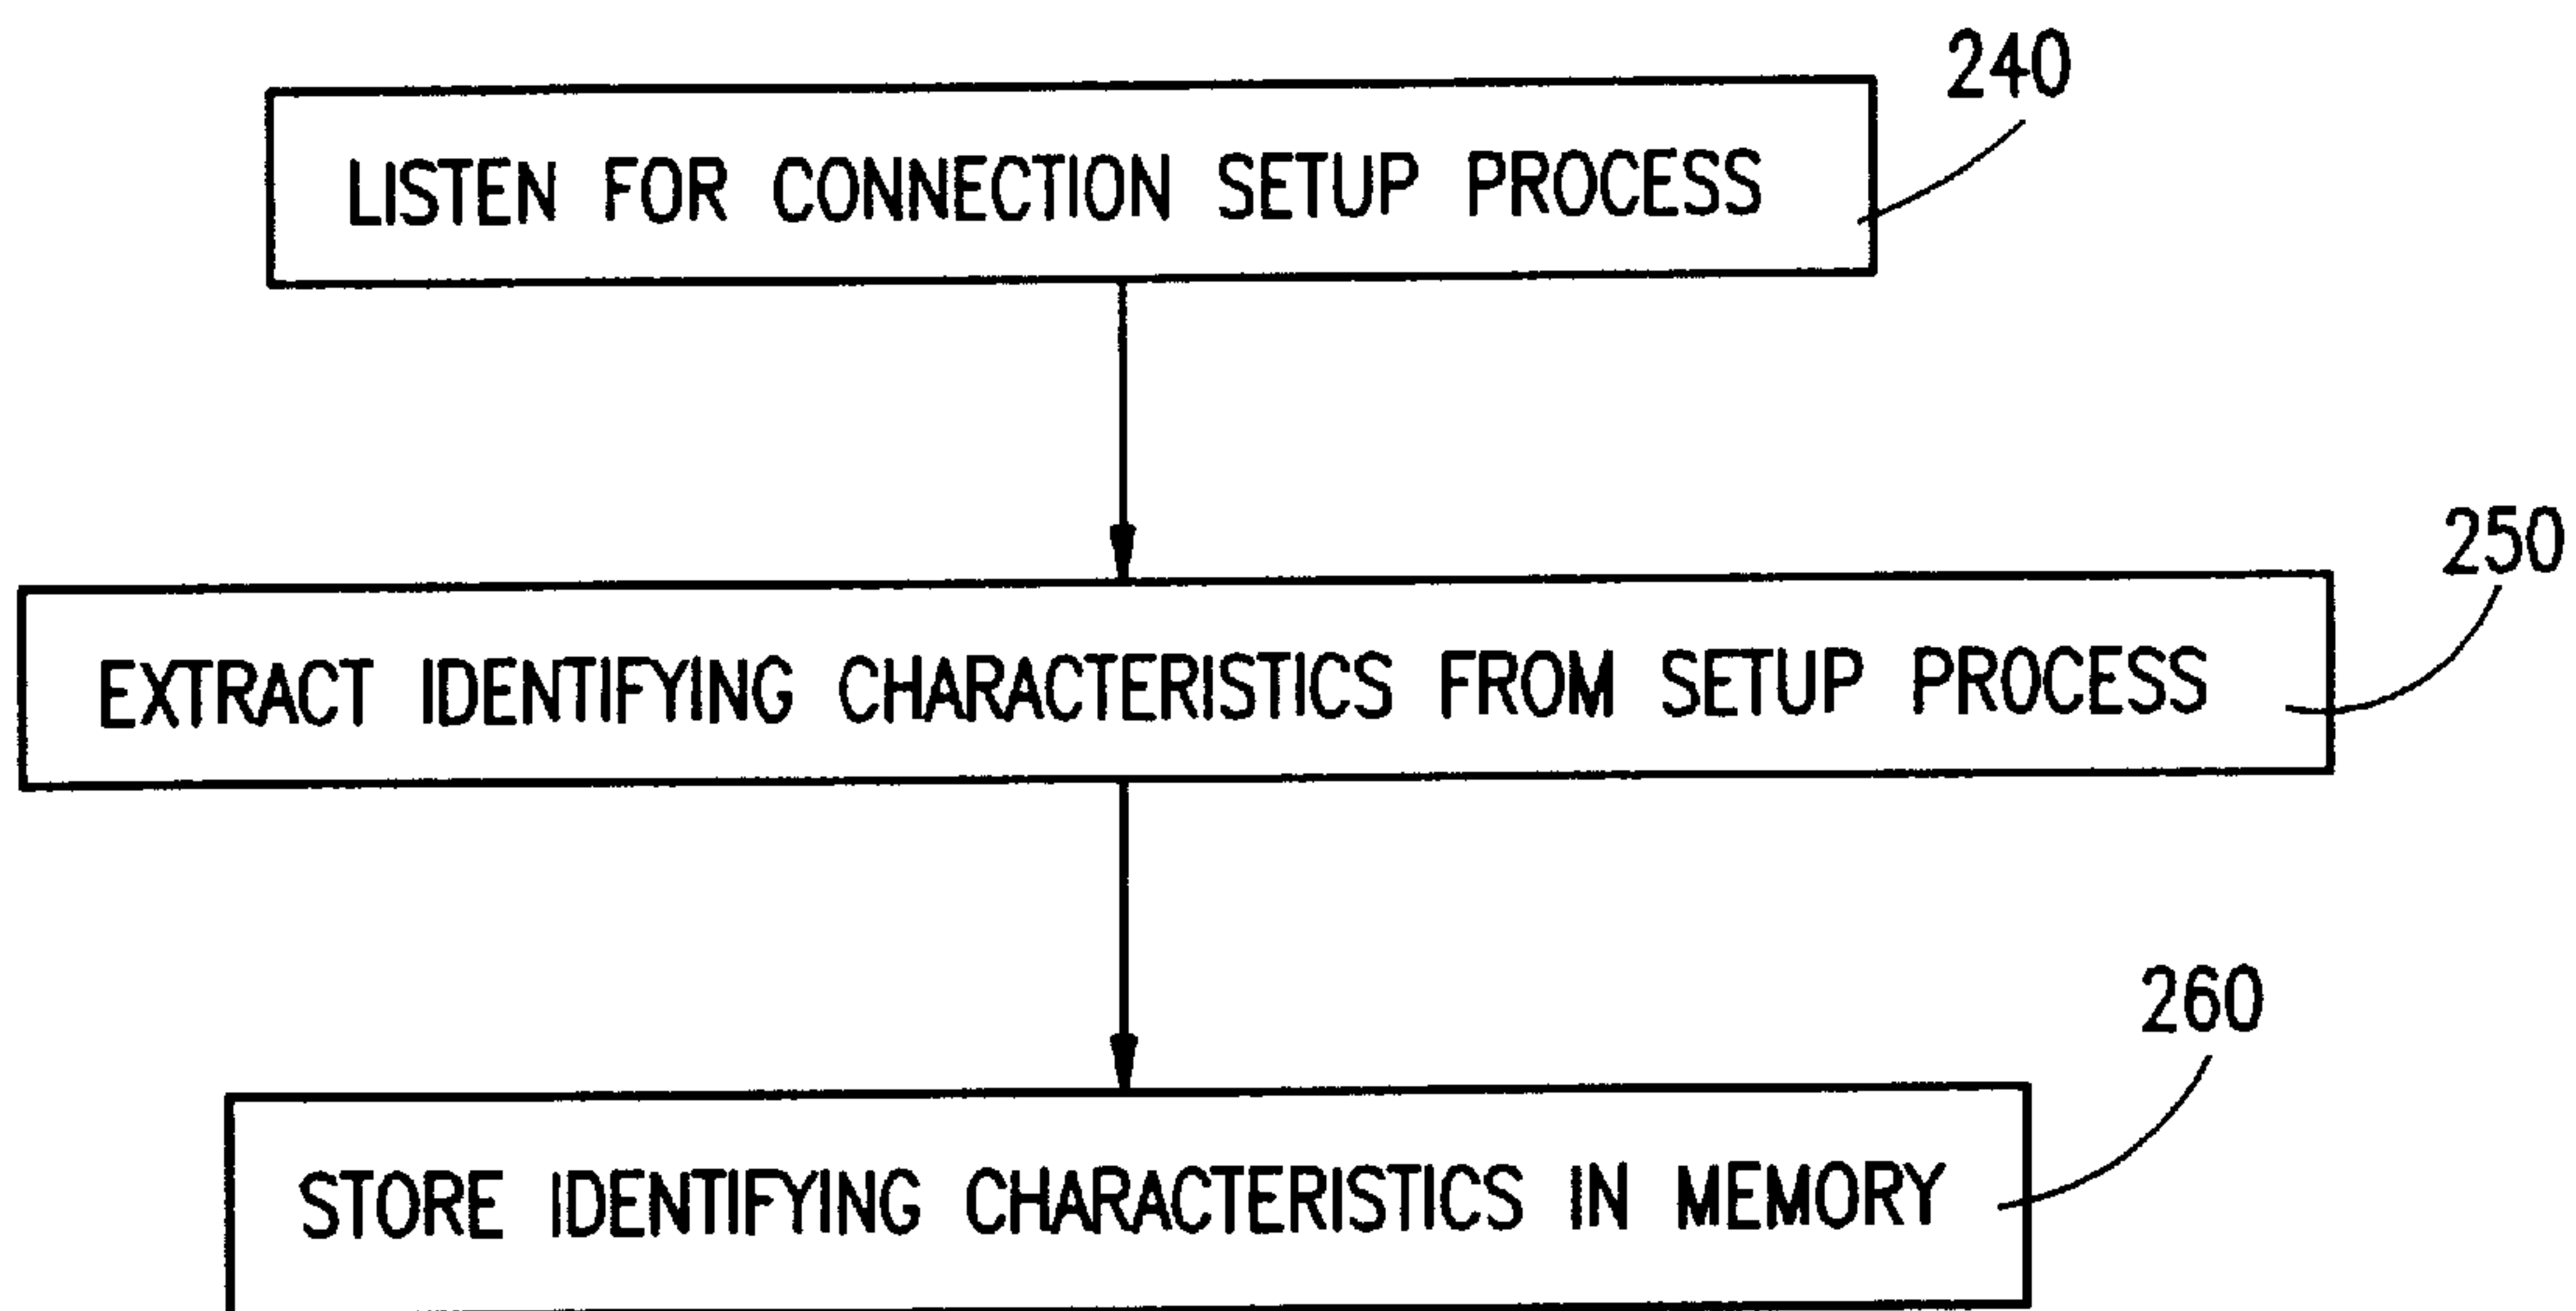 240
LISTEN FOR CONNECTION SETUP PROCESS
250
EXTRACT IDENTIFYING CHARACTERISTICS FROM SETUP PROCESS
260
STORE IDENTIFYING CHARACTERISTICS IN MEMORY